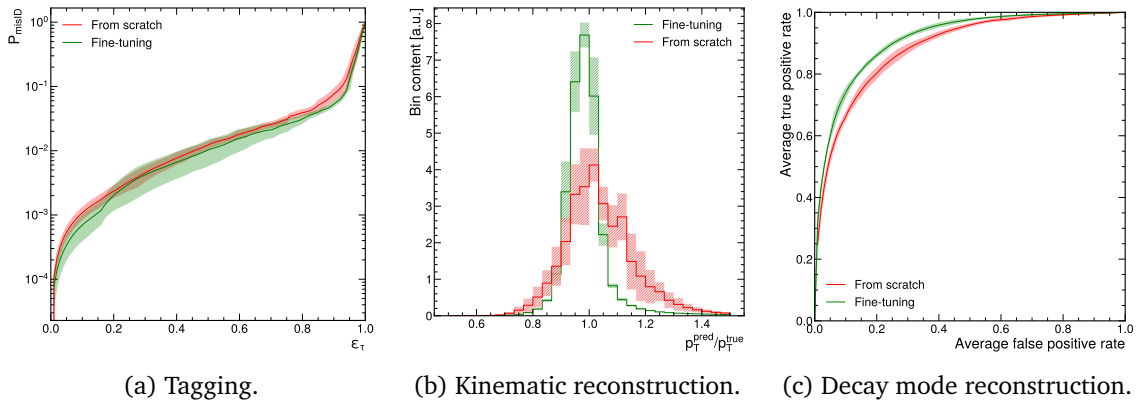 P_misID
10^0
10^-1
10^-2
10^-3
10^-4
From scratch
Fine-tuning
0.0 0.2 0.4 0.6 0.8 1.0
ε_τ
Bin content [a.u.]
8
7
6
5
4
3
2
1
0
Fine-tuning
From scratch
0.6 0.8 1.0 1.2 1.4
p_T^pred/p_T^true
Average true positive rate
1.0
0.8
0.6
0.4
0.2
0.0
From scratch
Fine-tuning
0.0 0.2 0.4 0.6 0.8 1.0
Average false positive rate
(a) Tagging.
(b) Kinematic reconstruction.
(c) Decay mode reconstruction.